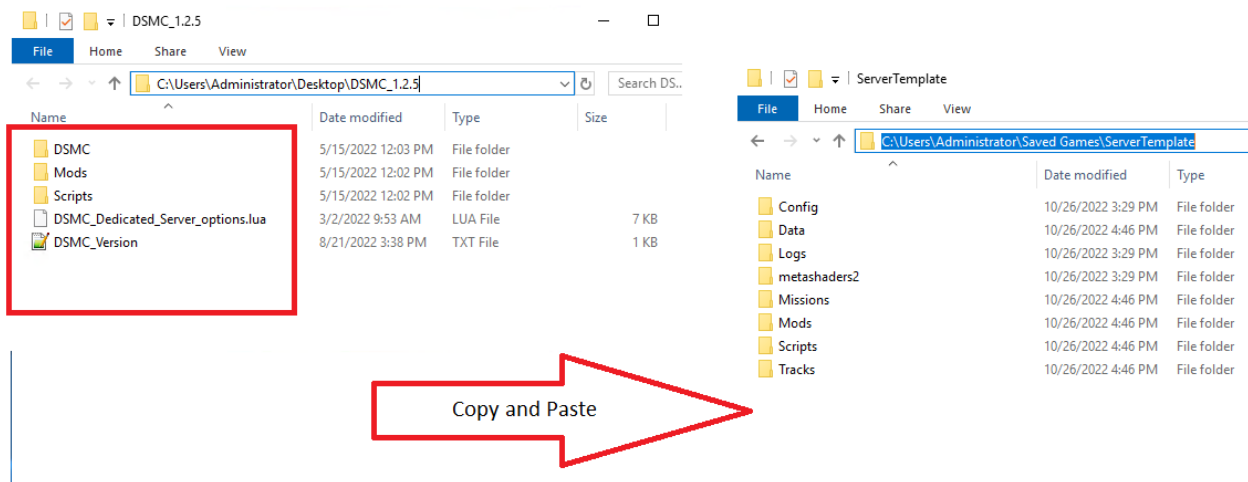 DSMC_1.2.5
File Home Share View
C:\Users\Administrator\Desktop\DSMC_1.2.5
Search DS...
Name Date modified Type Size
DSMC 5/15/2022 12:03 PM File folder
Mods 5/15/2022 12:02 PM File folder
Scripts 5/15/2022 12:02 PM File folder
DSMC_Dedicated_Server_options.lua 3/2/2022 9:53 AM LUA File 7 KB
DSMC_Version 8/21/2022 3:38 PM TXT File 1 KB
Copy and Paste
ServerTemplate
File Home Share View
C:\Users\Administrator\Saved Games\ServerTemplate
Name Date modified Type
Config 10/26/2022 3:29 PM File folder
Data 10/26/2022 4:46 PM File folder
Logs 10/26/2022 3:29 PM File folder
metashaders2 10/26/2022 3:29 PM File folder
Missions 10/26/2022 4:46 PM File folder
Mods 10/26/2022 4:46 PM File folder
Scripts 10/26/2022 4:46 PM File folder
Tracks 10/26/2022 4:46 PM File folder